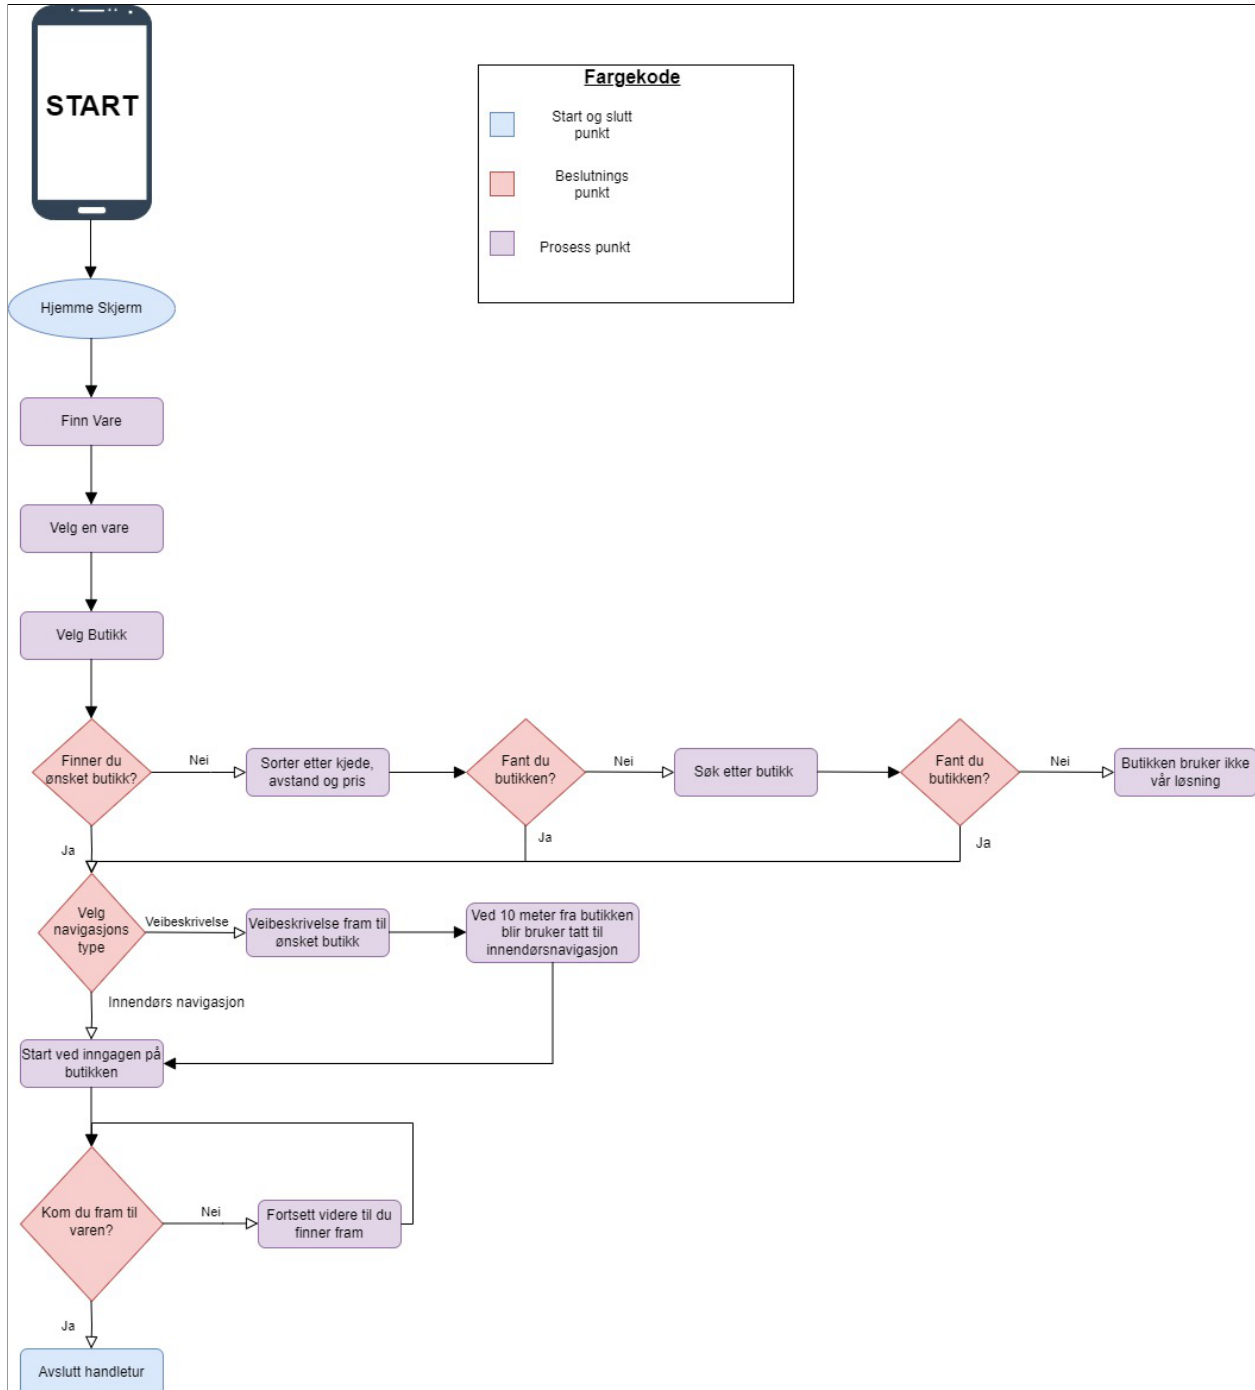 START
Fargekode
Start og slutt
punkt
Beslutnings
punkt
Prosess punkt
Hjemme Skjerm
Finn Vare
Velg en vare
Velg Butikk
Finner du
ønsket butikk?
Nei
Sorter etter kjede,
avstand og pris
Fant du
butikken?
Nei
Søk etter butikk
Fant du
butikken?
Nei
Butikken bruker ikke
vår løsning
Ja
Ja
Ja
Velg
navigasjons
type
Veibeskrivelse
Veibeskrivelse fram til
ønsket butikk
Ved 10 meter fra butikken
blir bruker tatt til
innendørsnavigasjon
Innendørs navigasjon
Start ved inngagen på
butikken
Kom du fram til
varen?
Nei
Fortsett videre til du
finner fram
Ja
Avslutt handletur